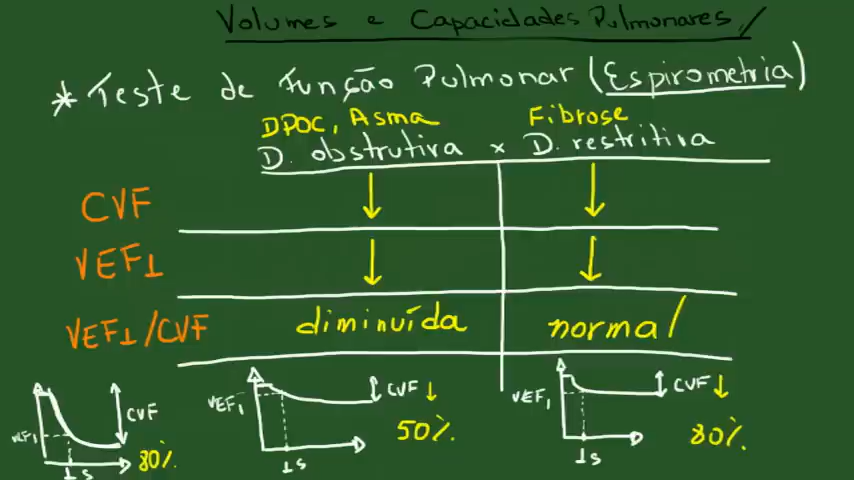 Volumes e Capacidades Pulmonares
* Teste de Função Pulmonar (Espirometria)
DPOC, Asma Fibrose
D. obstrutiva x D. restritiva
CVF ↓ ↓
VEF1 ↓ ↓
VEF1/CVF diminuída normal
VEF1 CVF 1s 80%
VEF1 CVF ↓ 50% 1s
VEF1 CVF ↓ 80% 1s